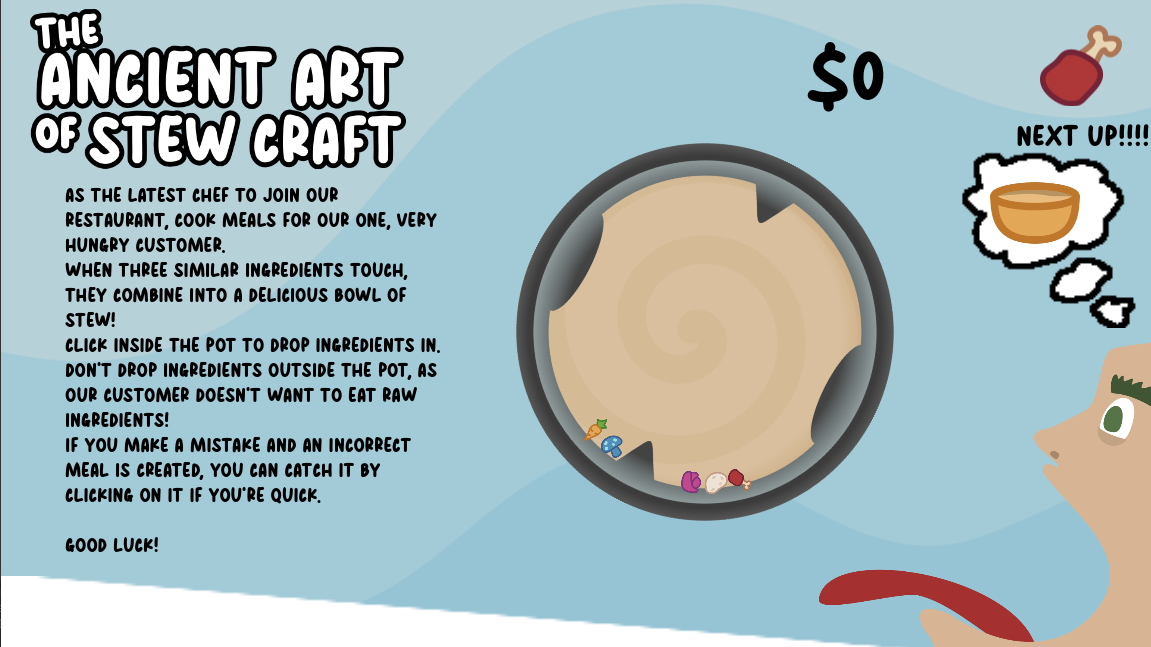 THE
ANCIENT ART
OF STEW CRAFT
$0
NEXT UP!!!!
AS THE LATEST CHEF TO JOIN OUR
RESTAURANT, COOK MEALS FOR OUR ONE, VERY
HUNGRY CUSTOMER.
WHEN THREE SIMILAR INGREDIENTS TOUCH,
THEY COMBINE INTO A DELICIOUS BOWL OF
STEW!
CLICK INSIDE THE POT TO DROP INGREDIENTS IN.
DON'T DROP INGREDIENTS OUTSIDE THE POT, AS
OUR CUSTOMER DOESN'T WANT TO EAT RAW
INGREDIENTS!
IF YOU MAKE A MISTAKE AND AN INCORRECT
MEAL IS CREATED, YOU CAN CATCH IT BY
CLICKING ON IT IF YOU'RE QUICK.
GOOD LUCK!